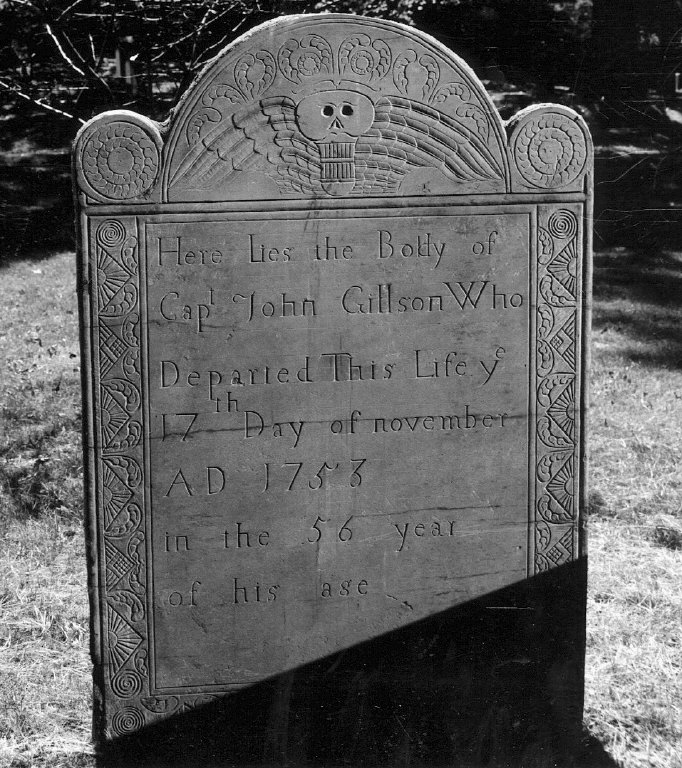 Here Lies the Boldy of
Capt John Gillson Who
Departed This Life ye
17th Day of november
AD 1753
in the 56 year
of his age